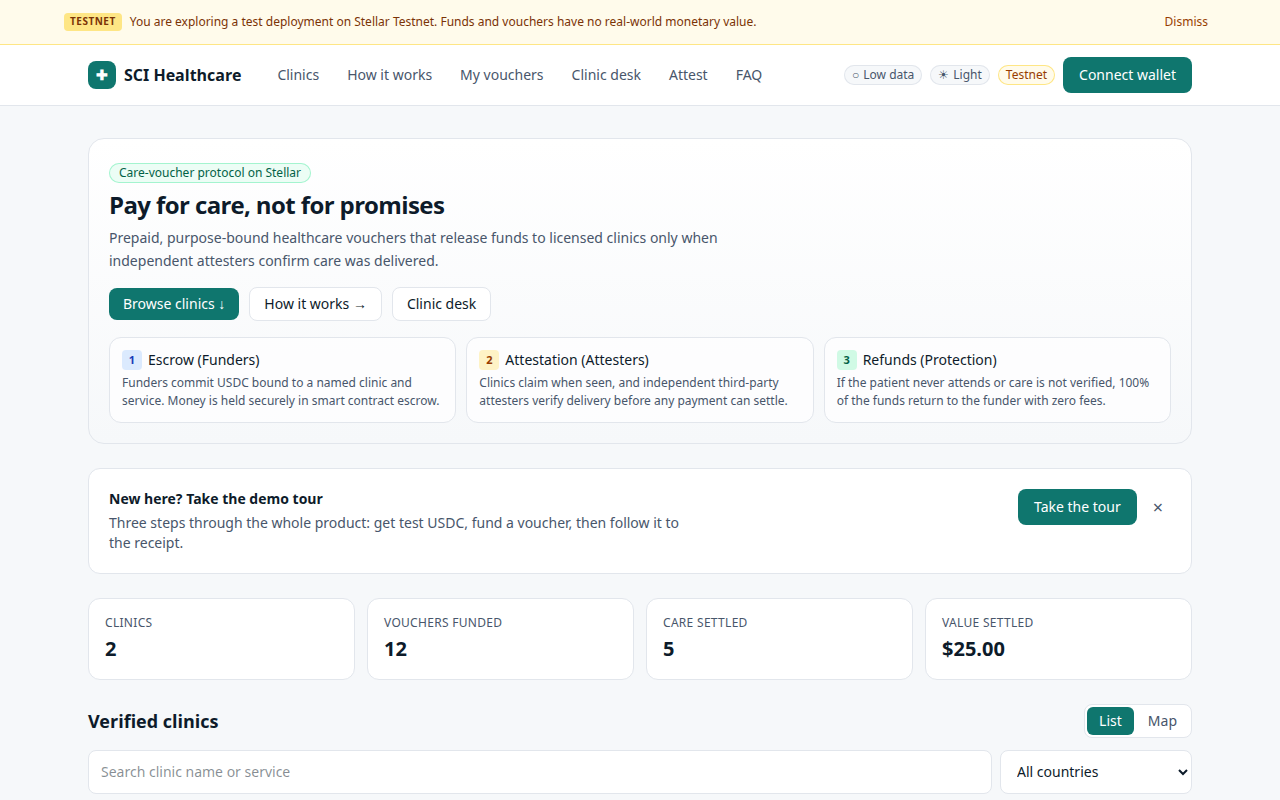 TESTNET You are exploring a test deployment on Stellar Testnet. Funds and vouchers have no real-world monetary value. Dismiss
✚ SCI Healthcare Clinics How it works My vouchers Clinic desk Attest FAQ ○ Low data ☀ Light Testnet Connect wallet
Care-voucher protocol on Stellar
Pay for care, not for promises
Prepaid, purpose-bound healthcare vouchers that release funds to licensed clinics only when
independent attesters confirm care was delivered.
Browse clinics ↓ How it works → Clinic desk
1 Escrow (Funders)
Funders commit USDC bound to a named clinic and
service. Money is held securely in smart contract escrow.
2 Attestation (Attesters)
Clinics claim when seen, and independent third-party
attesters verify delivery before any payment can settle.
3 Refunds (Protection)
If the patient never attends or care is not verified, 100%
of the funds return to the funder with zero fees.
New here? Take the demo tour
Three steps through the whole product: get test USDC, fund a voucher, then follow it to
the receipt.
Take the tour ×
CLINICS
2
VOUCHERS FUNDED
12
CARE SETTLED
5
VALUE SETTLED
$25.00
Verified clinics
List Map
Search clinic name or service
All countries